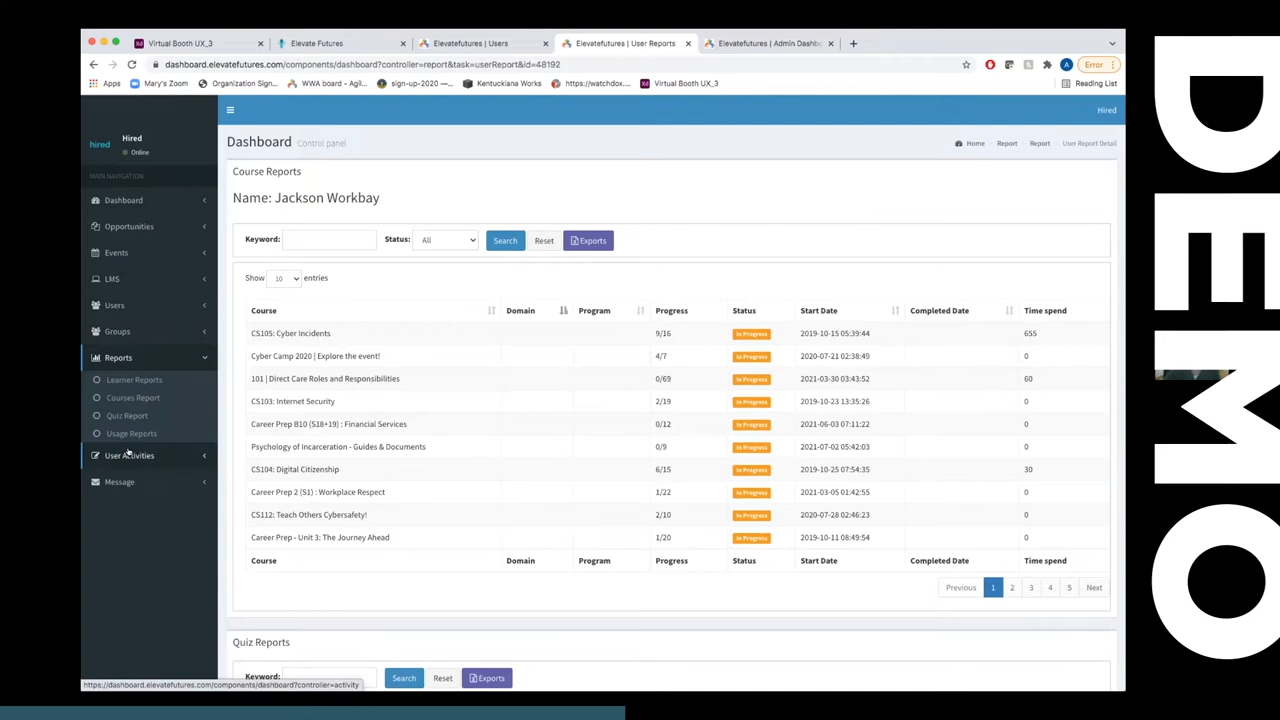 Virtual Booth UX_3
Elevate Futures
Elevatefutures | Users
Elevatefutures | User Reports
Elevatefutures | Admin Dashbo
dashboard.elevatefutures.com/components/dashboard?controller=report&task=userReport&id=48192
Error
Apps
Mary's Zoom
Organization Sign...
WWA board - Agil...
sign-up-2020 —...
Kentuckiana Works
https://watchdox....
Virtual Booth UX_3
Reading List
hired
Hired
Online
Hired
MAIN NAVIGATION
Dashboard
Opportunities
Events
LMS
Users
Groups
Reports
Learner Reports
Courses Report
Quiz Report
Usage Reports
User Activities
Message
Dashboard Control panel
Home Report Report User Report Detail
Course Reports
Name: Jackson Workbay
Keyword: Status: All Search Reset Exports
Show 10 entries
Course Domain Program Progress Status Start Date Completed Date Time spend
CS105: Cyber Incidents 9/16 In Progress 2019-10-15 05:39:44 655
Cyber Camp 2020 | Explore the event! 4/7 In Progress 2020-07-21 02:38:49 0
101 | Direct Care Roles and Responsibilities 0/69 In Progress 2021-03-30 03:43:52 60
CS103: Internet Security 2/19 In Progress 2019-10-23 13:35:26 0
Career Prep B10 (S18+19) : Financial Services 0/12 In Progress 2021-06-03 07:11:22 0
Psychology of Incarceration - Guides & Documents 0/9 In Progress 2021-07-02 05:42:03 0
CS104: Digital Citizenship 6/15 In Progress 2019-10-25 07:54:35 30
Career Prep 2 (S1) : Workplace Respect 1/22 In Progress 2021-03-05 01:42:55 0
CS112: Teach Others Cybersafety! 2/10 In Progress 2020-07-28 02:46:23 0
Career Prep - Unit 3: The Journey Ahead 1/20 In Progress 2019-10-11 08:49:54 0
Course Domain Program Progress Status Start Date Completed Date Time spend
Previous 1 2 3 4 5 Next
Quiz Reports
Keyword: Search Reset Exports
https://dashboard.elevatefutures.com/components/dashboard?controller=activity
DEMO